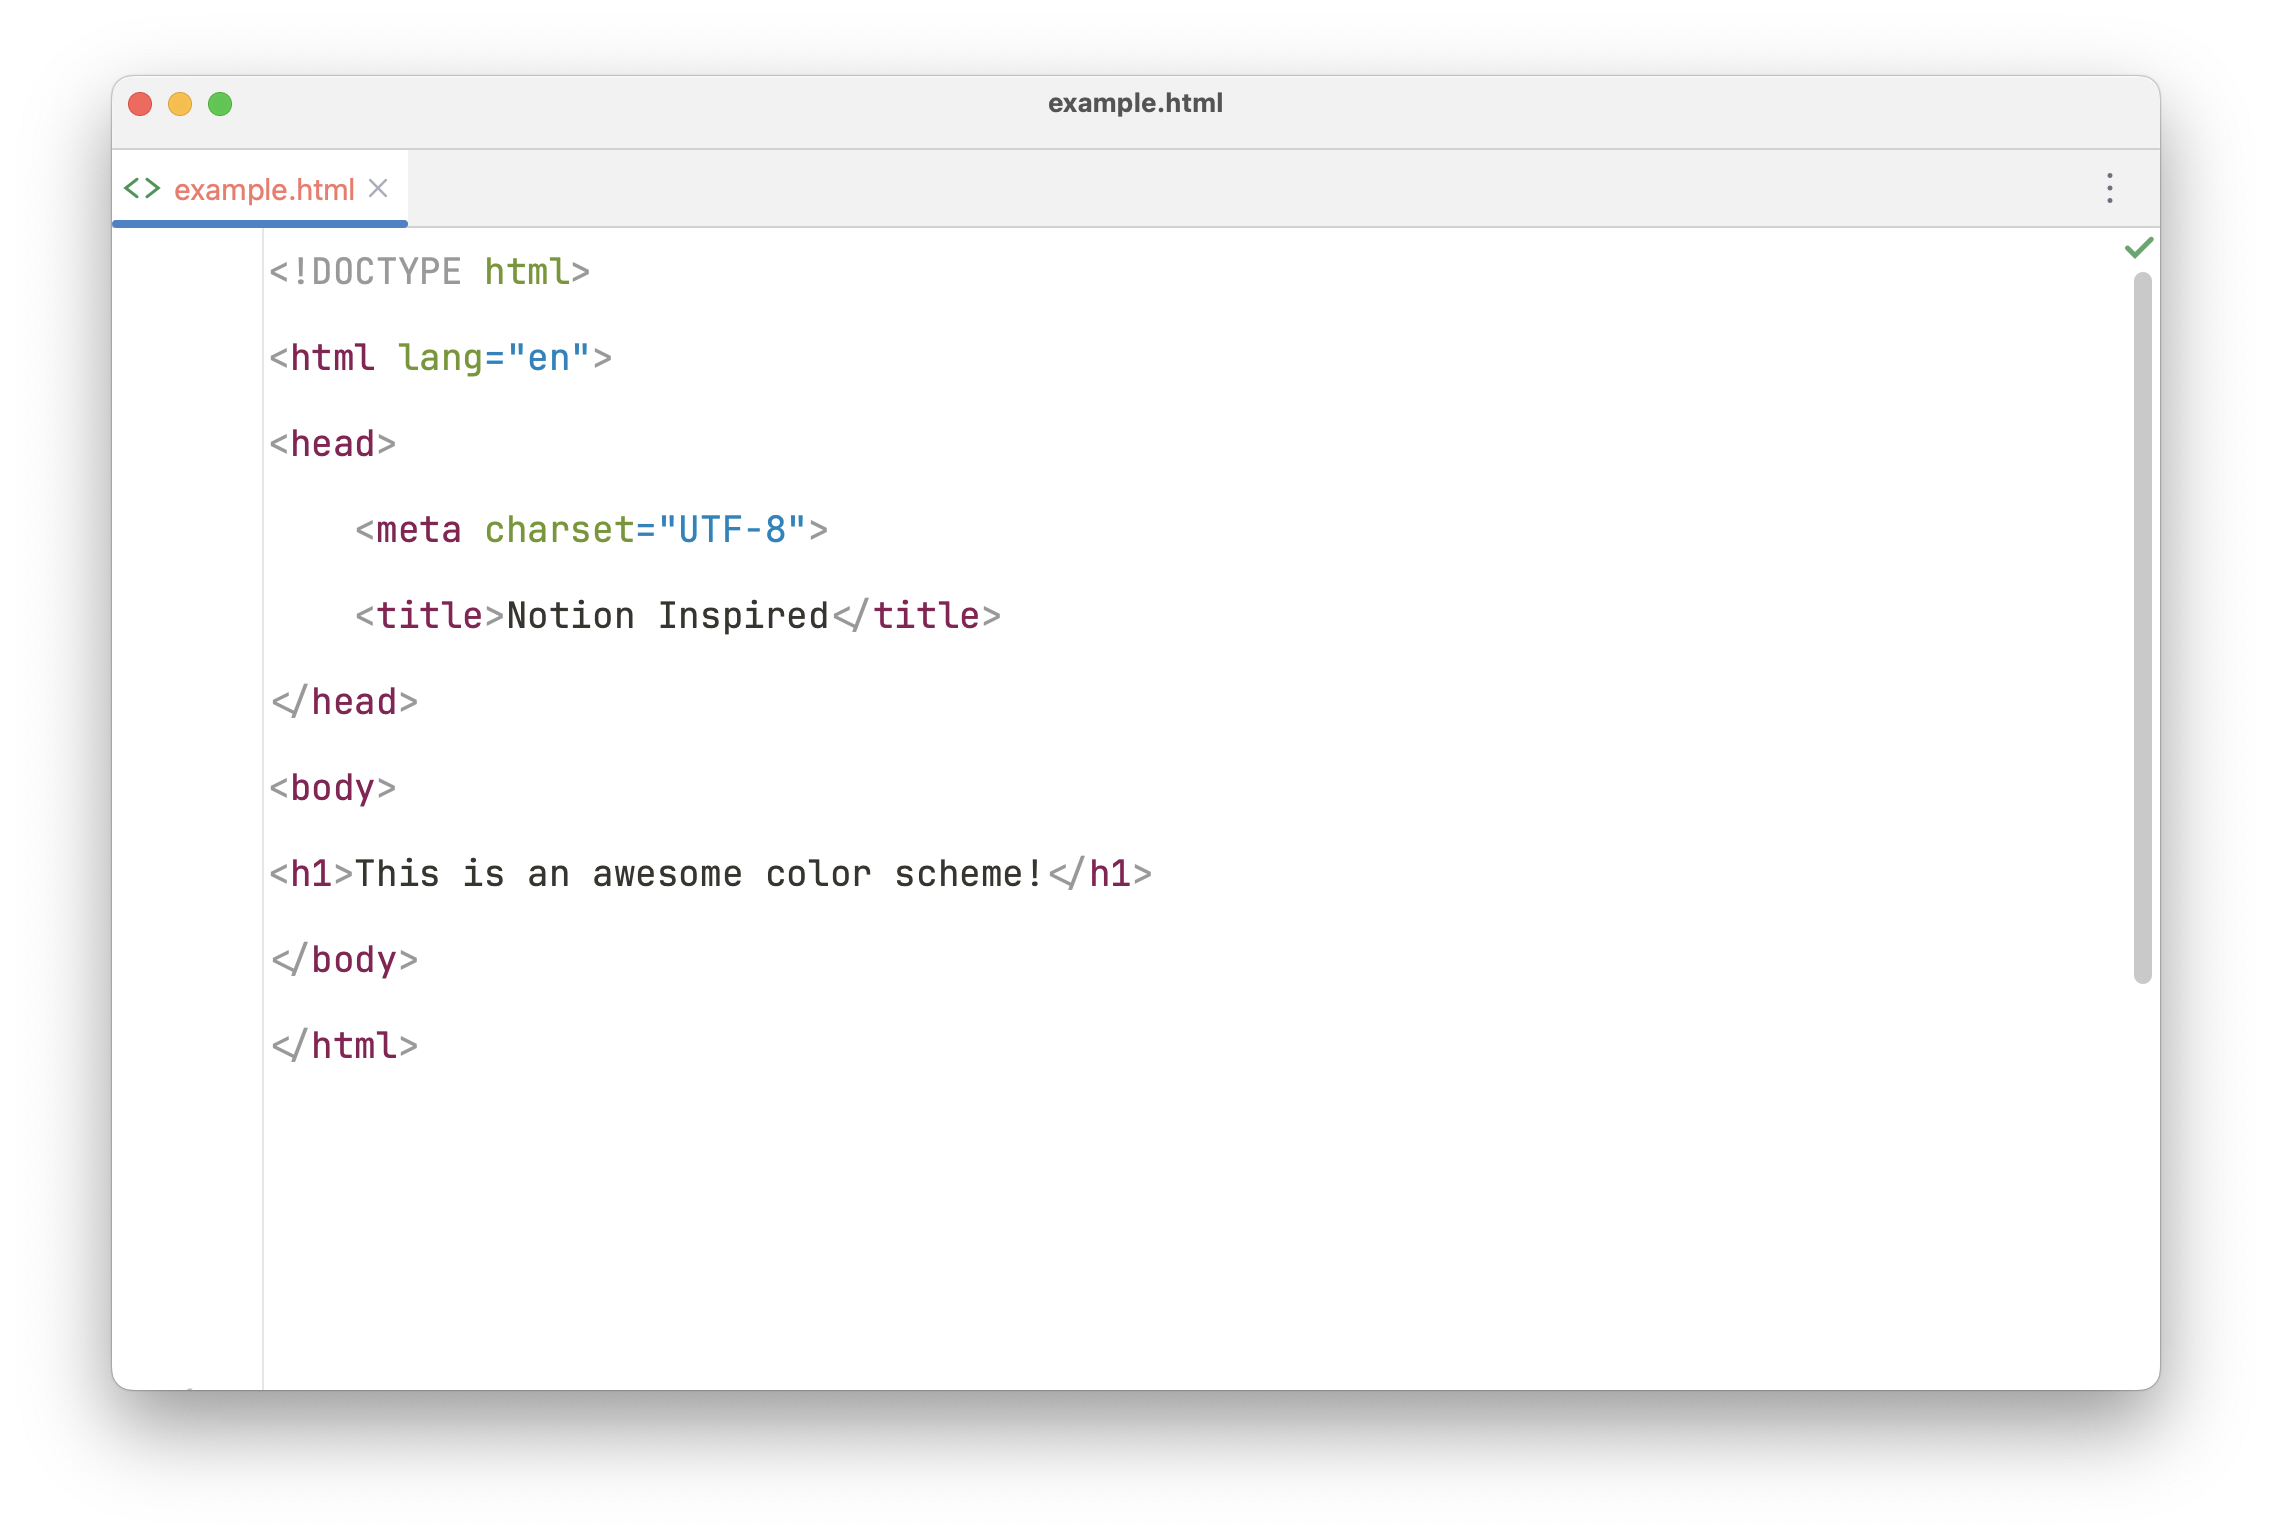 example.html
<> example.html
<!DOCTYPE html>
<html lang="en">
<head>
    <meta charset="UTF-8">
    <title>Notion Inspired</title>
</head>
<body>
<h1>This is an awesome color scheme!</h1>
</body>
</html>